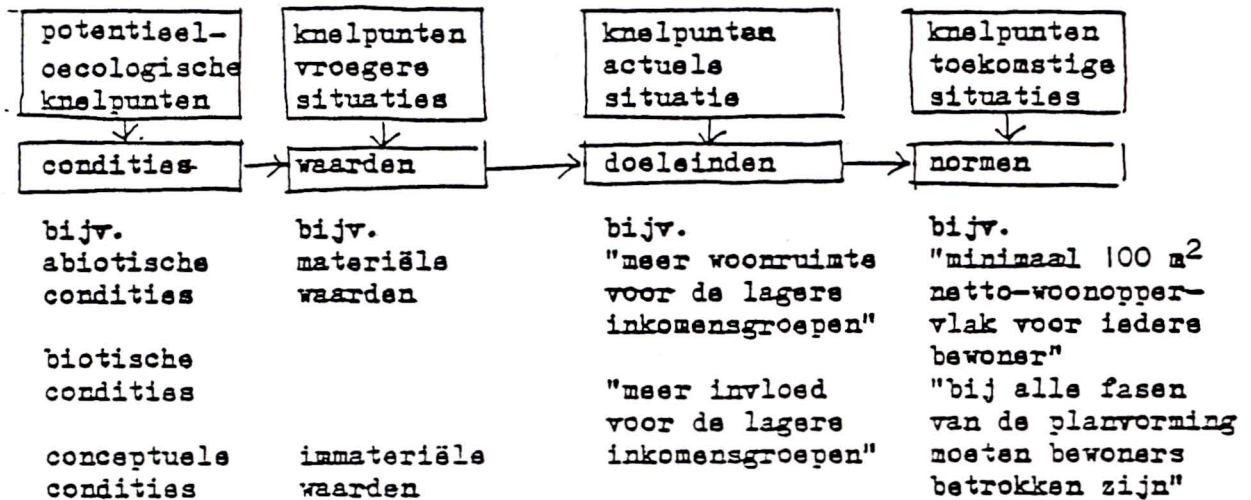 potentieel-
oecologische
knelpunten
knelpunten
vroegere
situaties
knelpunten
actuele
situatie
knelpunten
toekomstige
situaties
condities
waarden
doeleinden
normen
bijv.
abiotische
condities
biotische
condities
conceptuele
condities
bijv.
materiële
waarden
immateriële
waarden
bijv.
"meer woonruimte
voor de lagere
inkomensgroepen"
"meer invloed
voor de lagere
inkomensgroepen"
bijv.
"minimaal 100 m²
netto-woonopper-
vlak voor iedere
bewoner"
"bij alle fasen
van de planvorming
moeten bewoners
betrokken zijn"